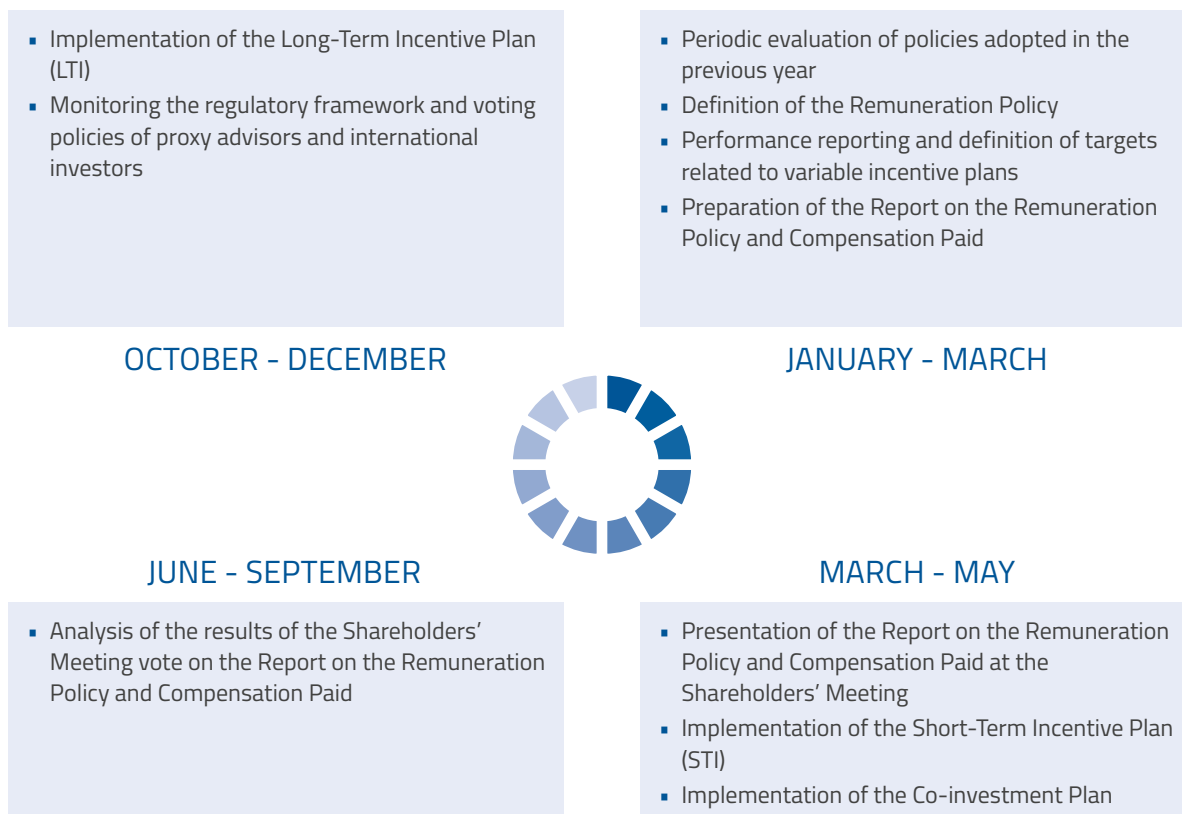 ▪ Implementation of the Long-Term Incentive Plan
(LTI)
▪ Monitoring the regulatory framework and voting
policies of proxy advisors and international
investors
▪ Periodic evaluation of policies adopted in the
previous year
▪ Definition of the Remuneration Policy
▪ Performance reporting and definition of targets
related to variable incentive plans
▪ Preparation of the Report on the Remuneration
Policy and Compensation Paid
OCTOBER - DECEMBER
JANUARY - MARCH
JUNE - SEPTEMBER
MARCH - MAY
▪ Analysis of the results of the Shareholders’
Meeting vote on the Report on the Remuneration
Policy and Compensation Paid
▪ Presentation of the Report on the Remuneration
Policy and Compensation Paid at the
Shareholders’ Meeting
▪ Implementation of the Short-Term Incentive Plan
(STI)
▪ Implementation of the Co-investment Plan